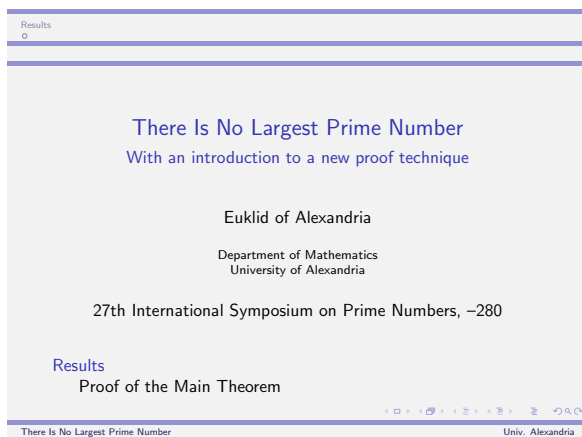 Results
There Is No Largest Prime Number
With an introduction to a new proof technique
Euklid of Alexandria
Department of Mathematics
University of Alexandria
27th International Symposium on Prime Numbers, –280
Results
Proof of the Main Theorem
There Is No Largest Prime Number Univ. Alexandria